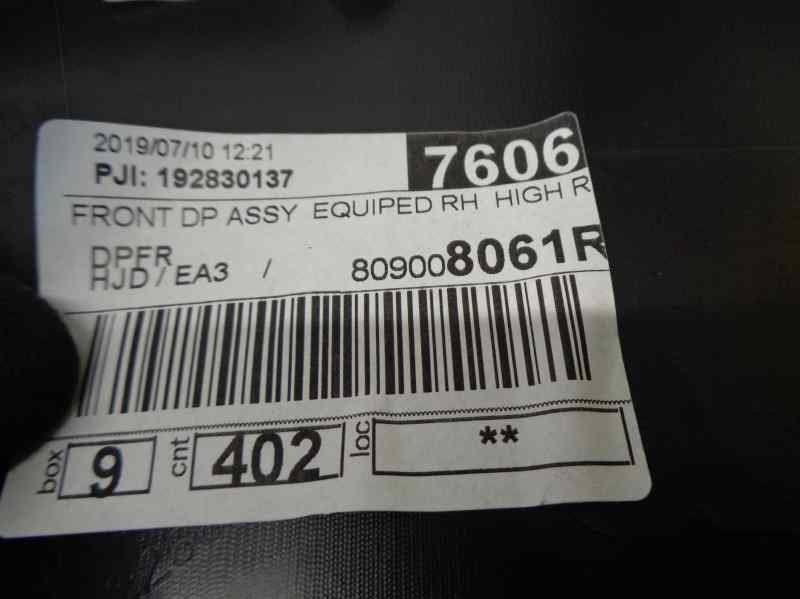 2019/07/10 12:21
PJI: 192830137
7606
FRONT DP ASSY EQUIPED RH HIGH R
DPFR
HJD / EA3 / 809008061R
box 9 cnt 402 loc **